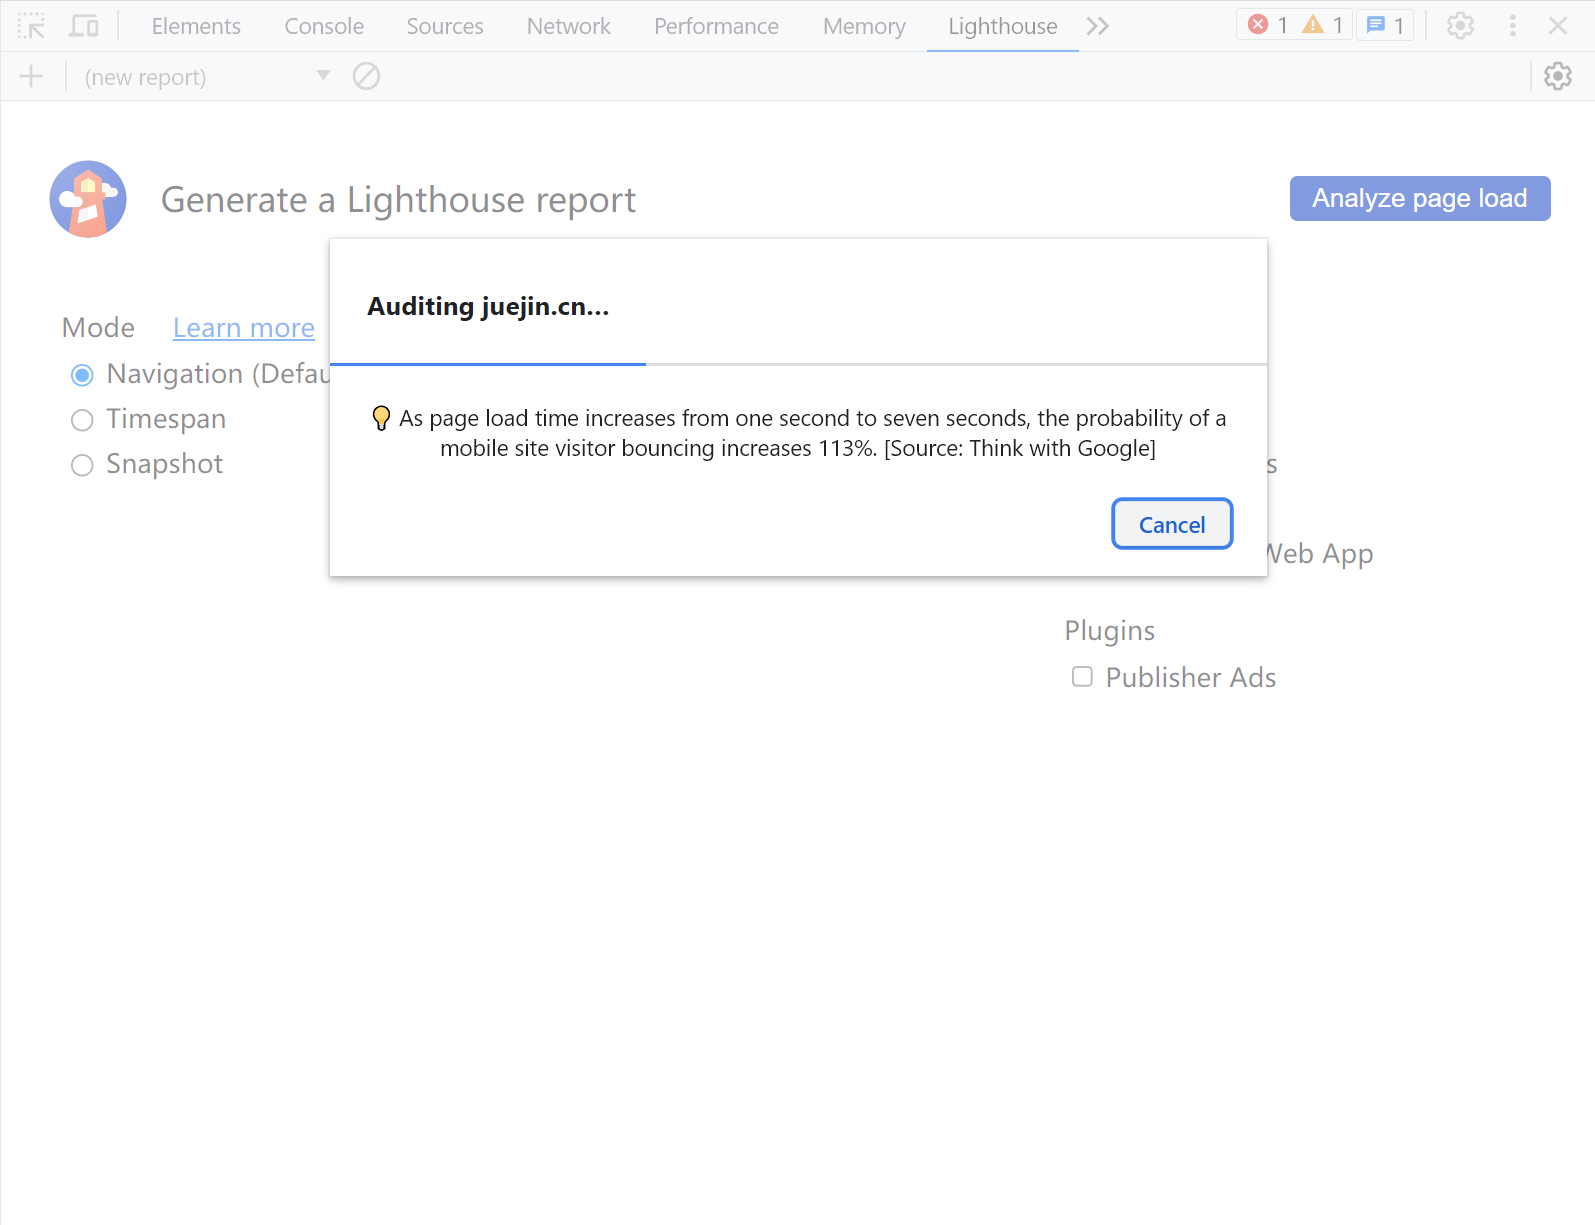 Elements Console Sources Network Performance Memory Lighthouse 1 1 1
(new report)
Generate a Lighthouse report
Analyze page load
Auditing juejin.cn...
Mode Learn more
Navigation (Defau
Timespan
Snapshot
As page load time increases from one second to seven seconds, the probability of a
mobile site visitor bouncing increases 113%. [Source: Think with Google]
s
Cancel
Web App
Plugins
Publisher Ads